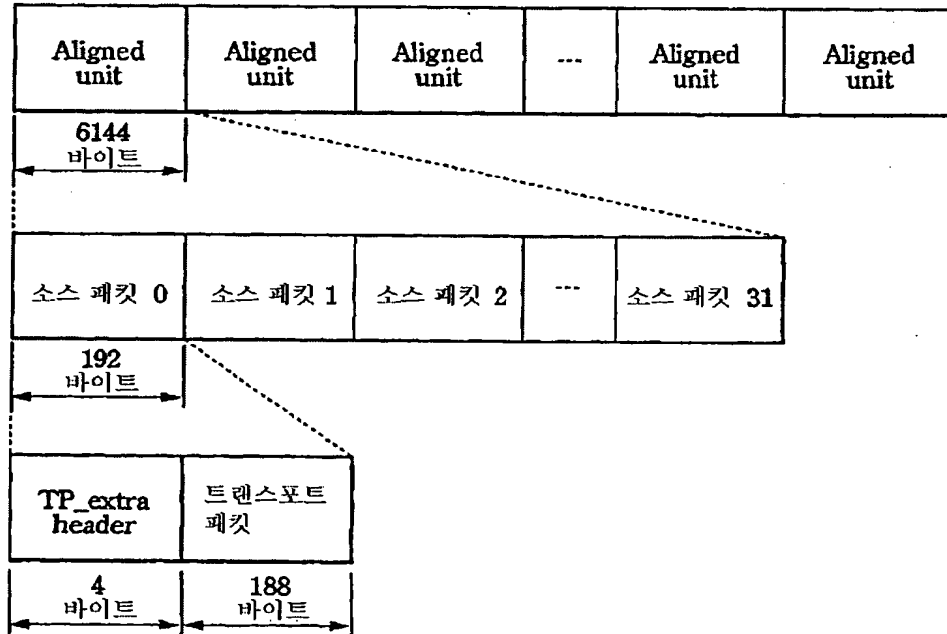 Aligned unit
Aligned unit
Aligned unit
---
Aligned unit
Aligned unit
6144
바이트
소스 패킷 0
소스 패킷 1
소스 패킷 2
---
소스 패킷 31
192
바이트
TP_extra
header
트랜스포트
패킷
4
바이트
188
바이트